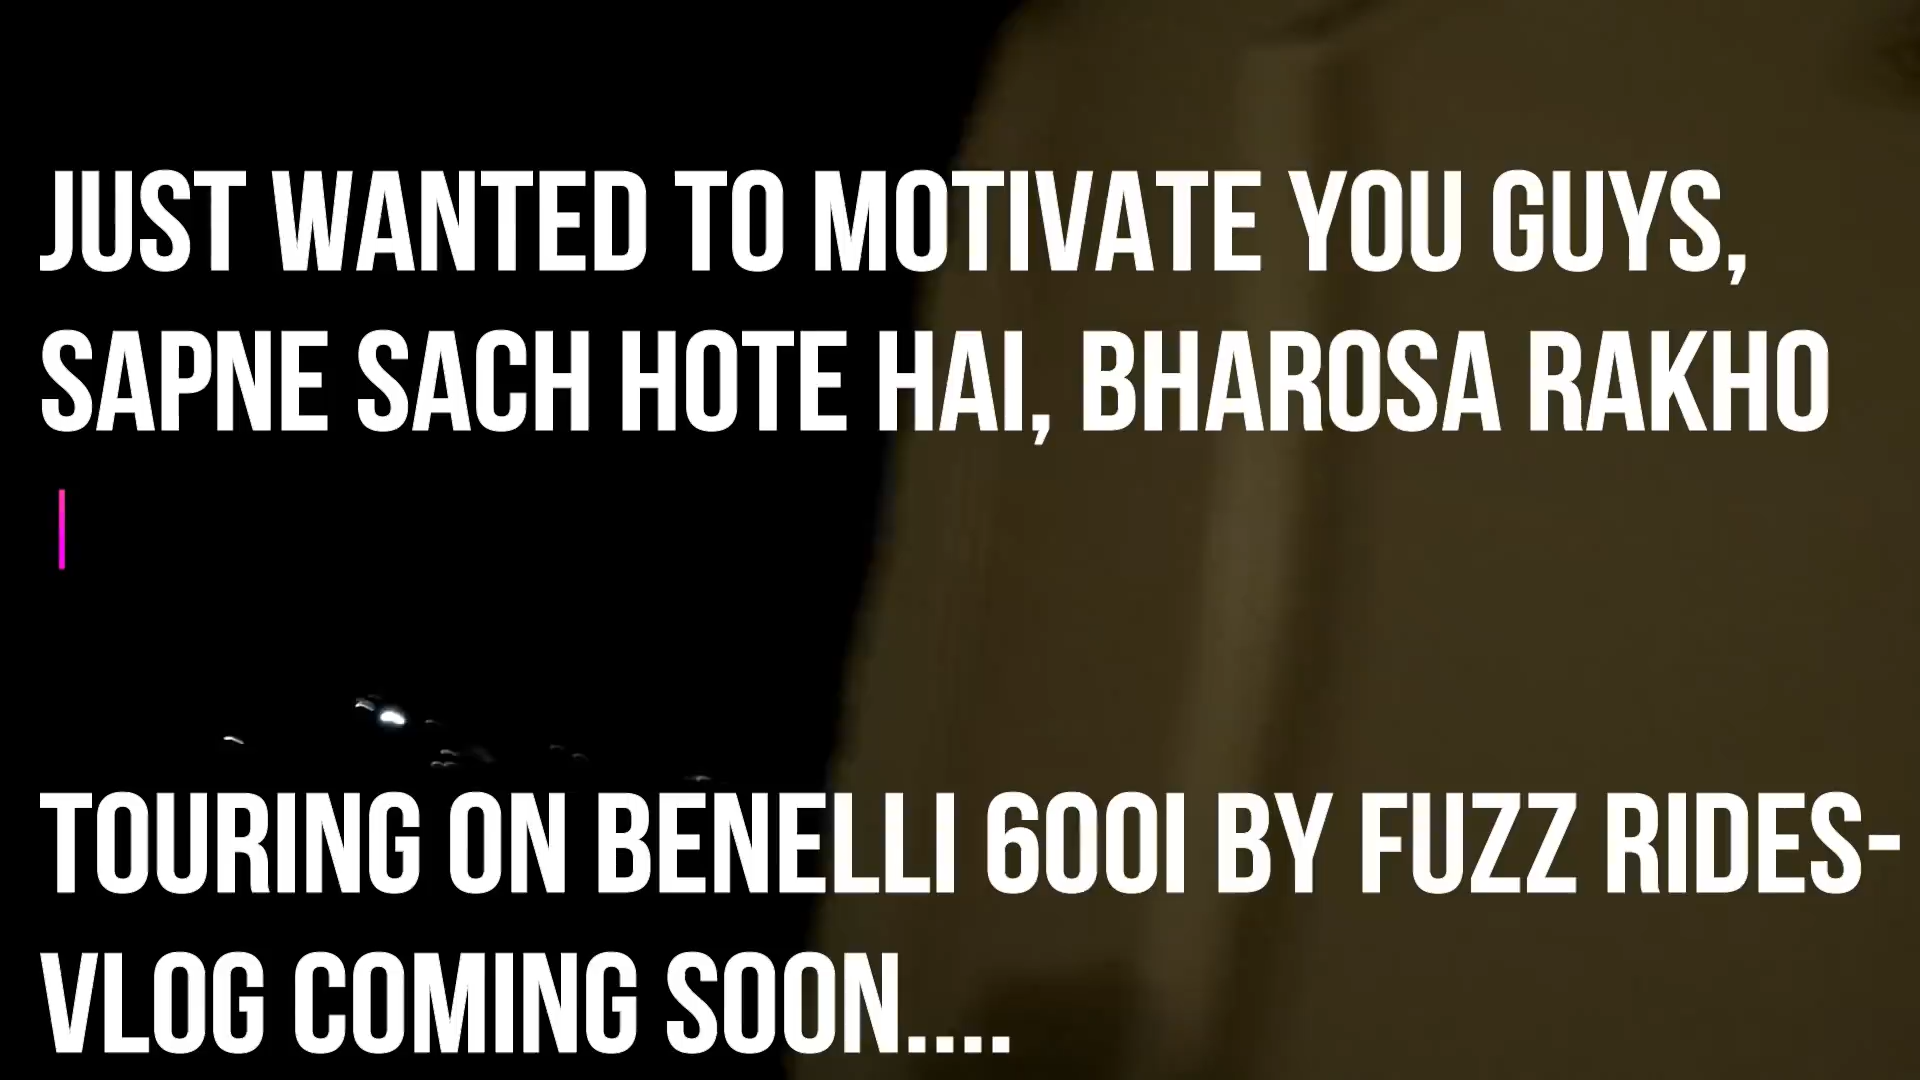 JUST WANTED TO MOTIVATE YOU GUYS,
SAPNE SACH HOTE HAI, BHAROSA RAKHO
TOURING ON BENELLI 600I BY FUZZ RIDES-
VLOG COMING SOON....